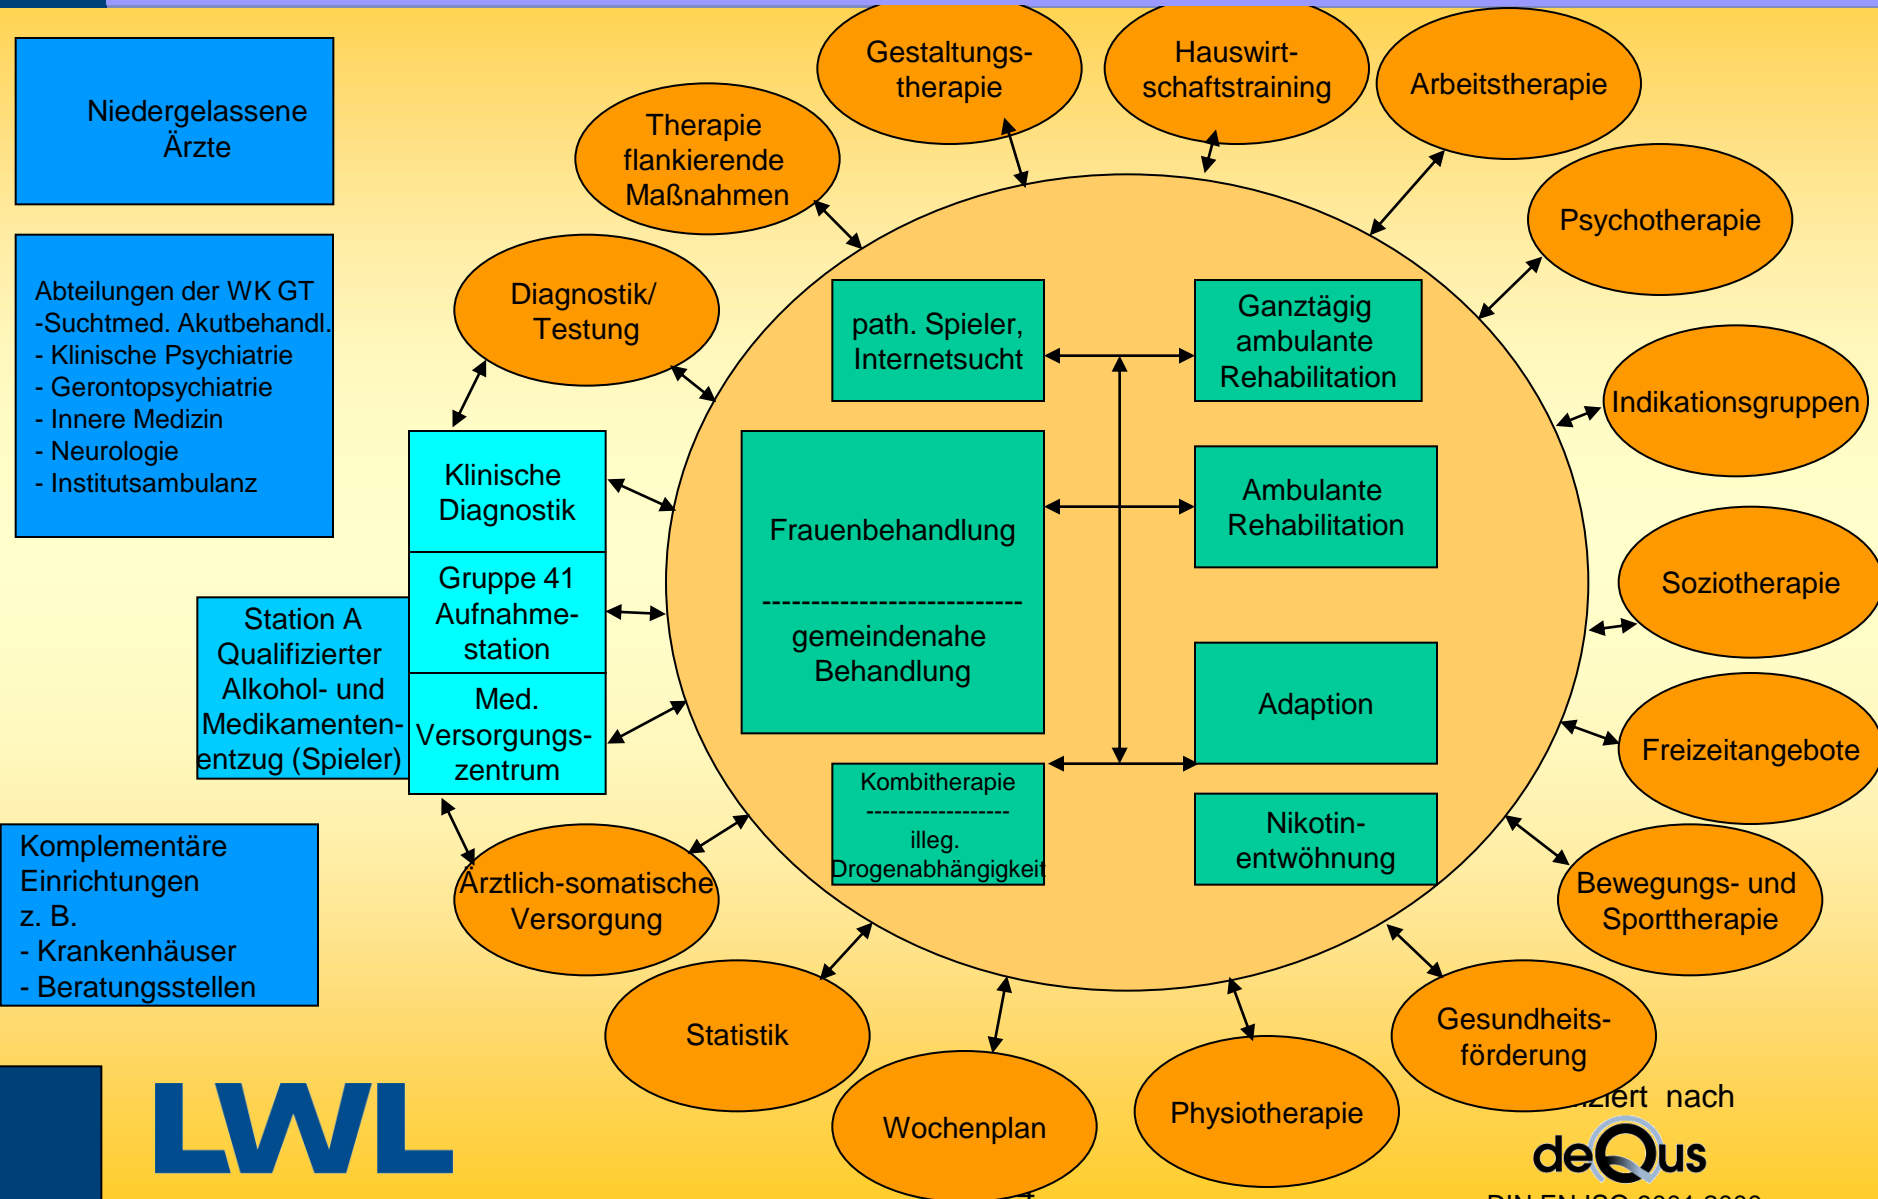 Niedergelassene
Ärzte
Abteilungen der WK GT
-Suchtmed. Akutbehandl.
- Klinische Psychiatrie
- Gerontopsychiatrie
- Innere Medizin
- Neurologie
- Institutsambulanz
Station A
Qualifizierter
Alkohol- und
Medikamenten-
entzug (Spieler)
Komplementäre
Einrichtungen
z. B.
- Krankenhäuser
- Beratungsstellen
Klinische
Diagnostik
Gruppe 41
Aufnahme-
station
Med.
Versorgungs-
zentrum
Diagnostik/
Testung
Therapie
flankierende
Maßnahmen
Gestaltungs-
therapie
Hauswirt-
schaftstraining
Arbeitstherapie
Psychotherapie
Indikationsgruppen
Soziotherapie
Freizeitangebote
Bewegungs- und
Sporttherapie
Gesundheits-
förderung
Physiotherapie
Wochenplan
Statistik
Ärztlich-somatische
Versorgung
path. Spieler,
Internetsucht
Ganztägig
ambulante
Rehabilitation
Frauenbehandlung
---------------------------
gemeindenahe
Behandlung
Ambulante
Rehabilitation
Adaption
Kombitherapie
------------------
illeg.
Drogenabhängigkeit
Nikotin-
entwöhnung
LWL
nach
deQus